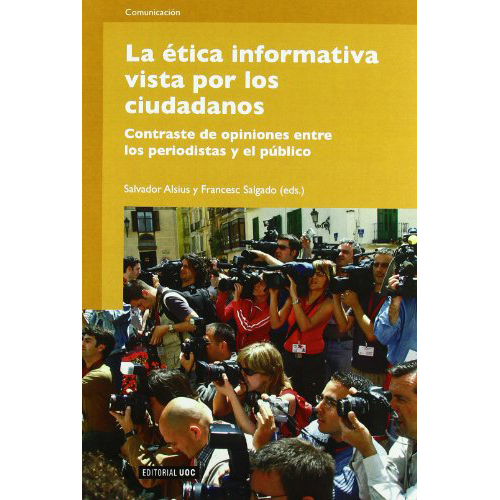 Comunicación
La ética informativa
vista por los
ciudadanos
Contraste de opiniones entre
los periodistas y el público
Salvador Alsius y Francesc Salgado (eds.)
EDITORIAL UOC